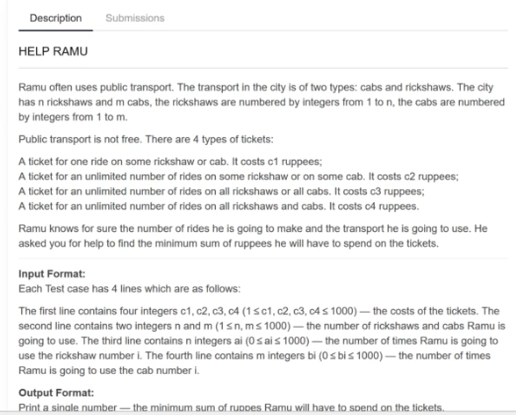 Description Submissions
HELP RAMU
Ramu often uses public transport. The transport in the city is of two types: cabs and rickshaws. The city
has n rickshaws and m cabs, the rickshaws are numbered by integers from 1 to n, the cabs are numbered
by integers from 1 to m.
Public transport is not free. There are 4 types of tickets:
A ticket for one ride on some rickshaw or cab. It costs c1 ruppees;
A ticket for an unlimited number of rides on some rickshaw or on some cab. It costs c2 ruppees;
A ticket for an unlimited number of rides on all rickshaws or all cabs. It costs c3 ruppees;
A ticket for an unlimited number of rides on all rickshaws and cabs. It costs c4 ruppees.
Ramu knows for sure the number of rides he is going to make and the transport he is going to use. He
asked you for help to find the minimum sum of ruppees he will have to spend on the tickets.
Input Format:
Each Test case has 4 lines which are as follows:
The first line contains four integers c1, c2, c3, c4 (1 ≤ c1, c2, c3, c4 ≤ 1000) — the costs of the tickets. The
second line contains two integers n and m (1 ≤ n, m ≤ 1000) — the number of rickshaws and cabs Ramu is
going to use. The third line contains n integers ai (0 ≤ ai ≤ 1000) — the number of times Ramu is going to
use the rickshaw number i. The fourth line contains m integers bi (0 ≤ bi ≤ 1000) — the number of times
Ramu is going to use the cab number i.
Output Format:
Print a single number — the minimum sum of ruppes Ramu will have to spend on the tickets.